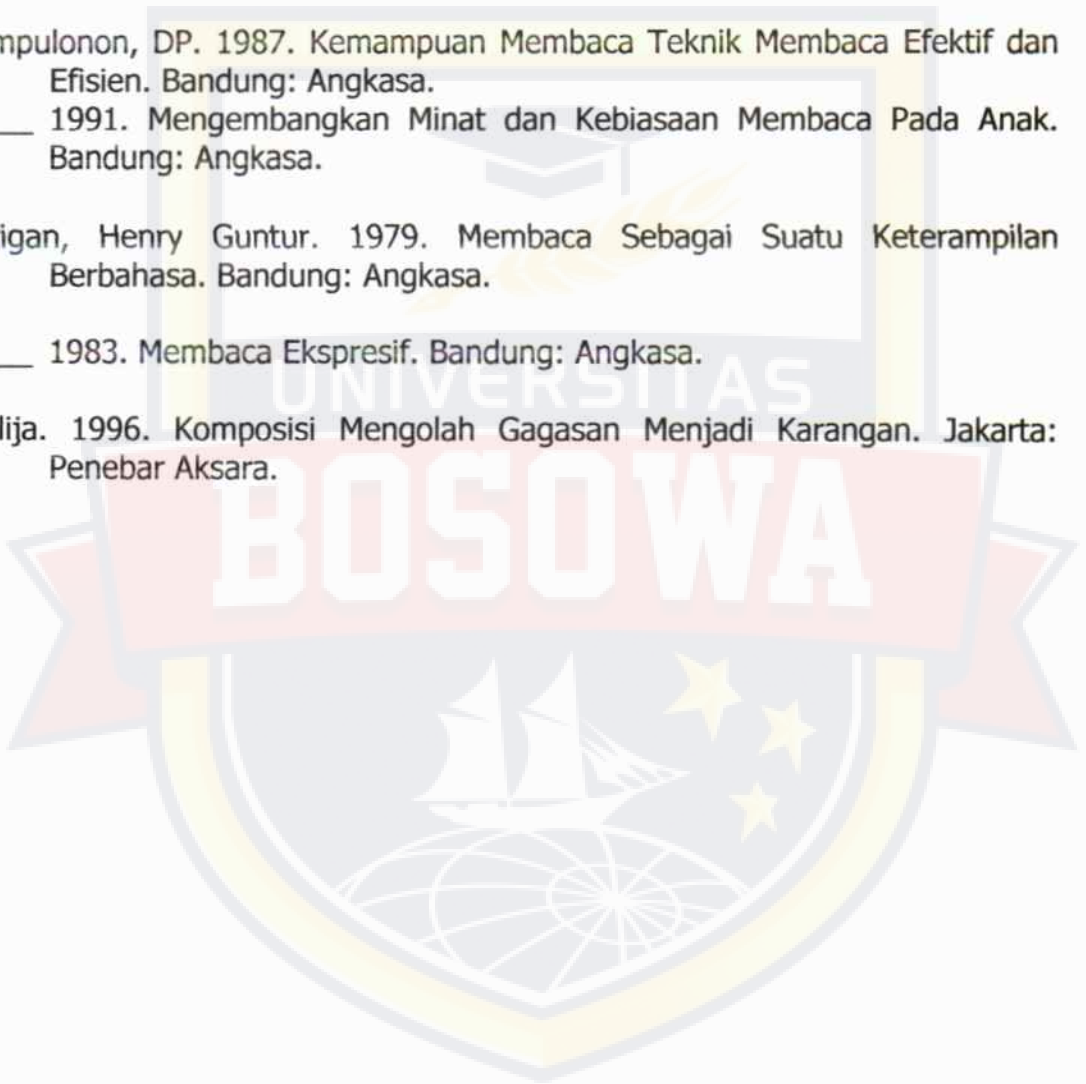 mpulonon, DP. 1987. Kemampuan Membaca Teknik Membaca Efektif dan
Efisien. Bandung: Angkasa.
__ 1991. Mengembangkan Minat dan Kebiasaan Membaca Pada Anak.
Bandung: Angkasa.
igan, Henry Guntur. 1979. Membaca Sebagai Suatu Keterampilan
Berbahasa. Bandung: Angkasa.
__ 1983. Membaca Ekspresif. Bandung: Angkasa.
UNIVERSITAS
lija. 1996. Komposisi Mengolah Gagasan Menjadi Karangan. Jakarta:
Penebar Aksara.
BOSOWA